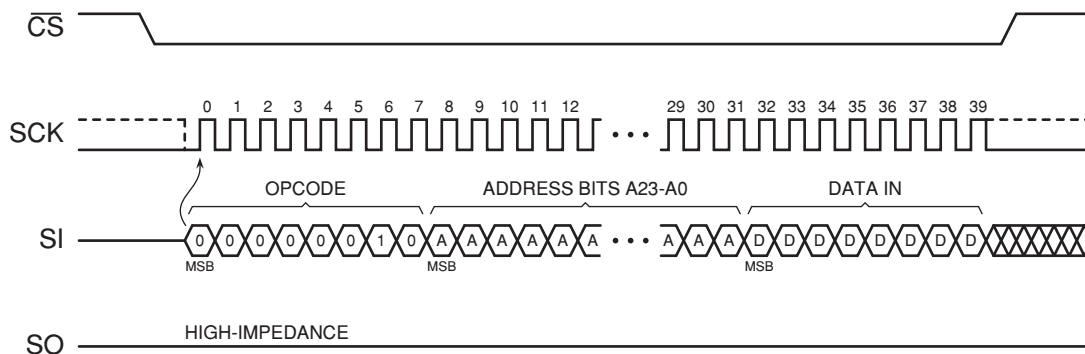 CS
0 1 2 3 4 5 6 7 8 9 10 11 12 29 30 31 32 33 34 35 36 37 38 39
SCK
OPCODE ADDRESS BITS A23-A0 DATA IN
SI 0 0 0 0 0 0 1 0 A A A A A A A A A D D D D D D D D
MSB MSB MSB
HIGH-IMPEDANCE
SO